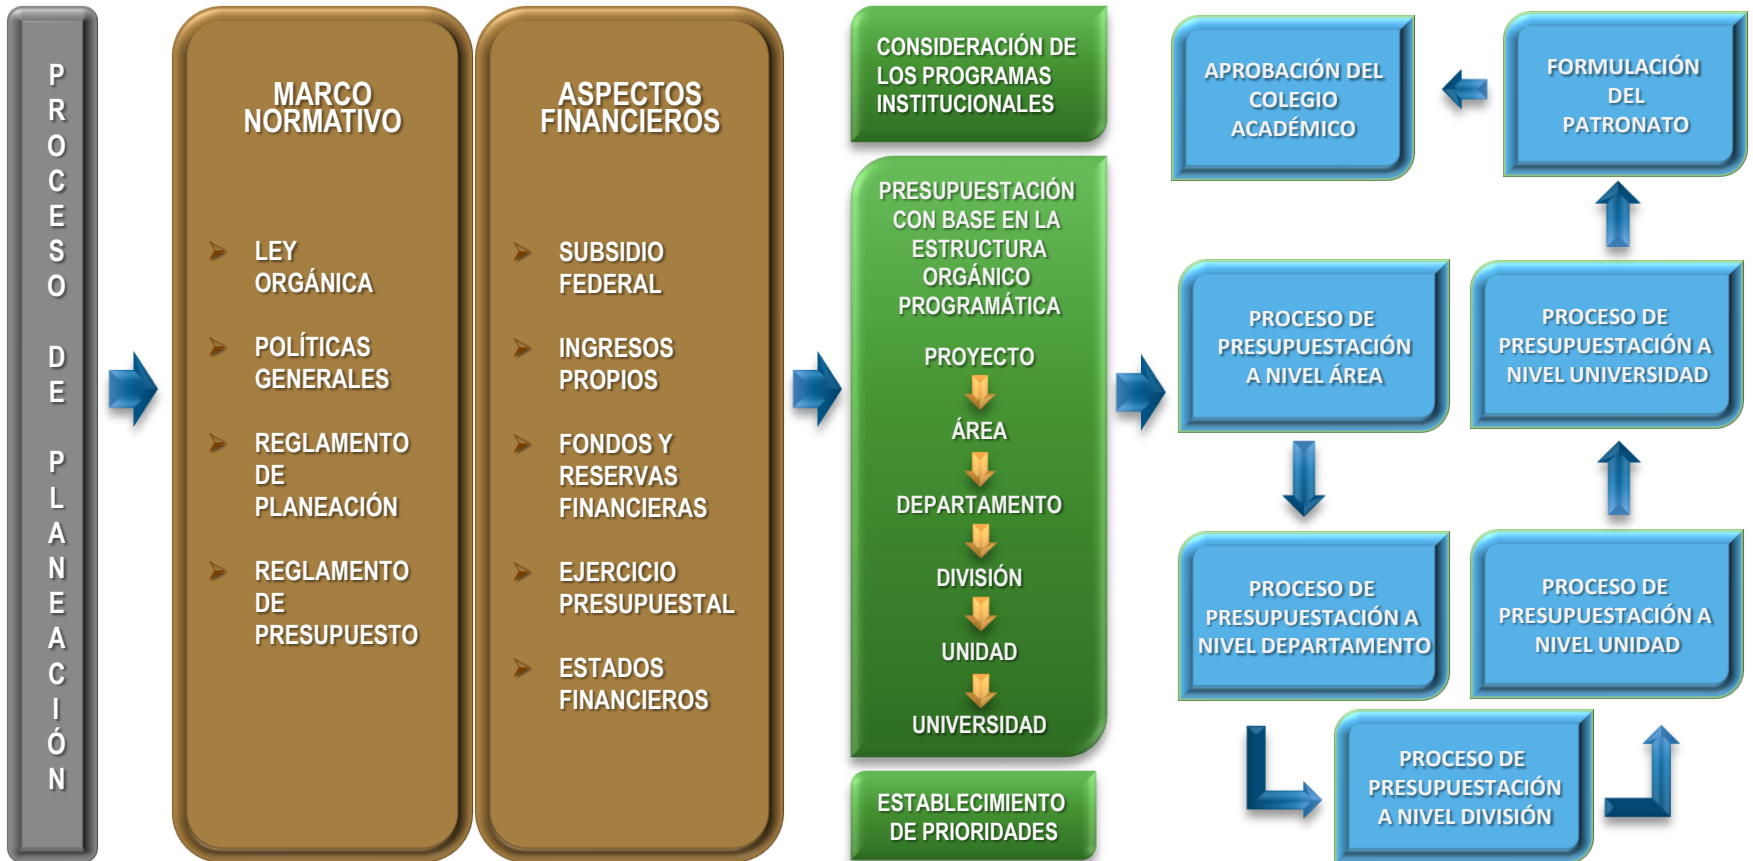 PROCESO DE PLANEACIÓN
MARCO
NORMATIVO
LEY
ORGÁNICA
POLÍTICAS
GENERALES
REGLAMENTO
DE
PLANEACIÓN
REGLAMENTO
DE
PRESUPUESTO
ASPECTOS
FINANCIEROS
SUBSIDIO
FEDERAL
INGRESOS
PROPIOS
FONDOS Y
RESERVAS
FINANCIERAS
EJERCICIO
PRESUPUESTAL
ESTADOS
FINANCIEROS
CONSIDERACIÓN DE
LOS PROGRAMAS
INSTITUCIONALES
PRESUPUESTACIÓN
CON BASE EN LA
ESTRUCTURA
ORGÁNICO
PROGRAMÁTICA
PROYECTO
ÁREA
DEPARTAMENTO
DIVISIÓN
UNIDAD
UNIVERSIDAD
ESTABLECIMIENTO
DE PRIORIDADES
PROCESO DE
PRESUPUESTACIÓN
A NIVEL ÁREA
PROCESO DE
PRESUPUESTACIÓN A
NIVEL DEPARTAMENTO
PROCESO DE
PRESUPUESTACIÓN
A NIVEL DIVISIÓN
PROCESO DE
PRESUPUESTACIÓN A
NIVEL UNIDAD
PROCESO DE
PRESUPUESTACIÓN A
NIVEL UNIVERSIDAD
FORMULACIÓN
DEL
PATRONATO
APROBACIÓN DEL
COLEGIO
ACADÉMICO